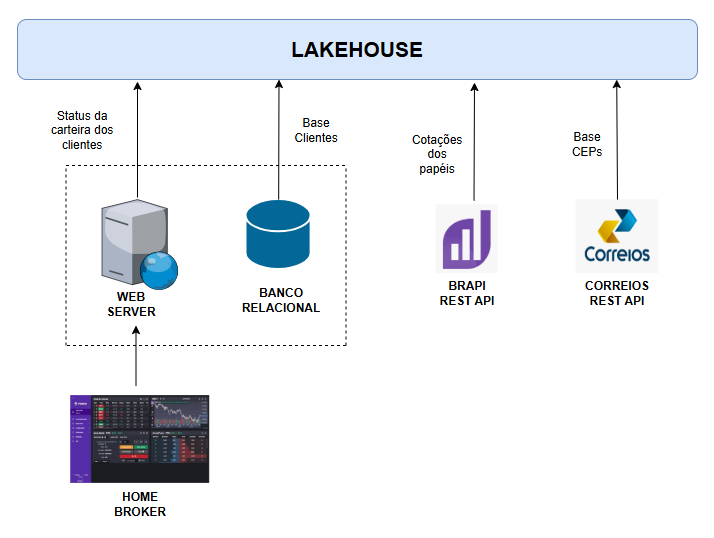 LAKEHOUSE
Status da
carteira dos
clientes
Base
Clientes
Cotações
dos
papéis
Base
CEPs
Correios
WEB
SERVER
BANCO
RELACIONAL
BRAPI
REST API
CORREIOS
REST API
HOME
BROKER